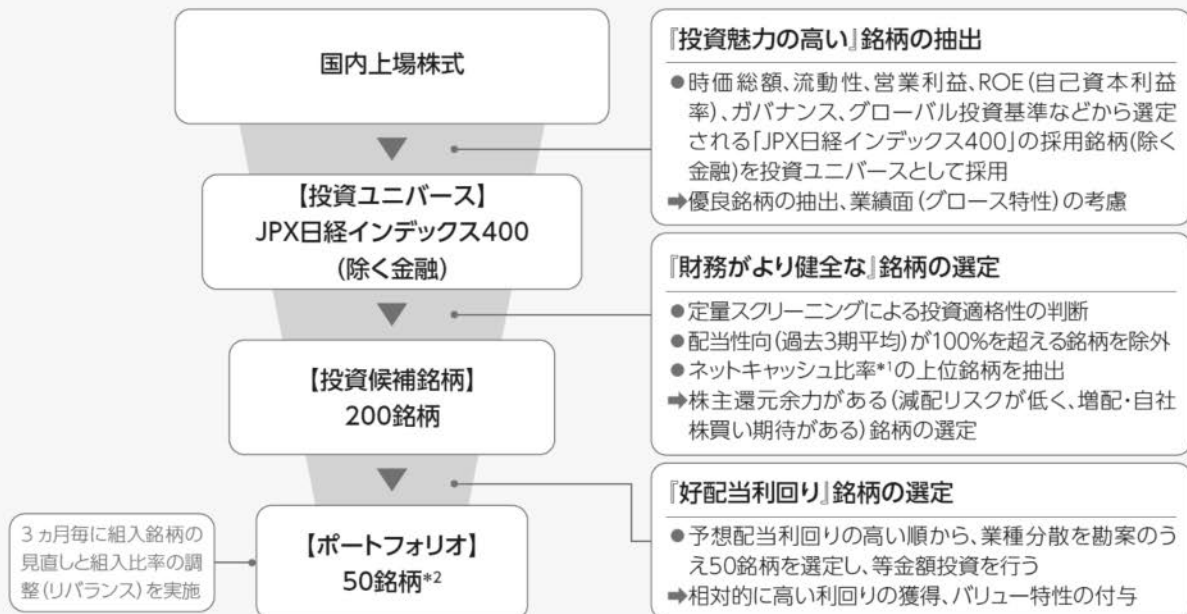 国内上場株式
『投資魅力の高い』銘柄の抽出
●時価総額、流動性、営業利益、ROE(自己資本利益
率)、ガバナンス、グローバル投資基準などから選定
される「JPX日経インデックス400」の採用銘柄(除く
金融)を投資ユニバースとして採用
➡優良銘柄の抽出、業績面(グロース特性)の考慮
【投資ユニバース】
JPX日経インデックス400
(除く金融)
『財務がより健全な』銘柄の選定
●定量スクリーニングによる投資適格性の判断
●配当性向(過去3期平均)が100%を超える銘柄を除外
●ネットキャッシュ比率*1の上位銘柄を抽出
➡株主還元余力がある(減配リスクが低く、増配・自社
株買い期待がある)銘柄の選定
【投資候補銘柄】
200銘柄
『好配当利回り』銘柄の選定
●予想配当利回りの高い順から、業種分散を勘案のう
え50銘柄を選定し、等金額投資を行う
➡相対的に高い利回りの獲得、バリュー特性の付与
【ポートフォリオ】
50銘柄*2
3ヵ月毎に組入銘柄の
見直しと組入比率の調
整(リバランス)を実施